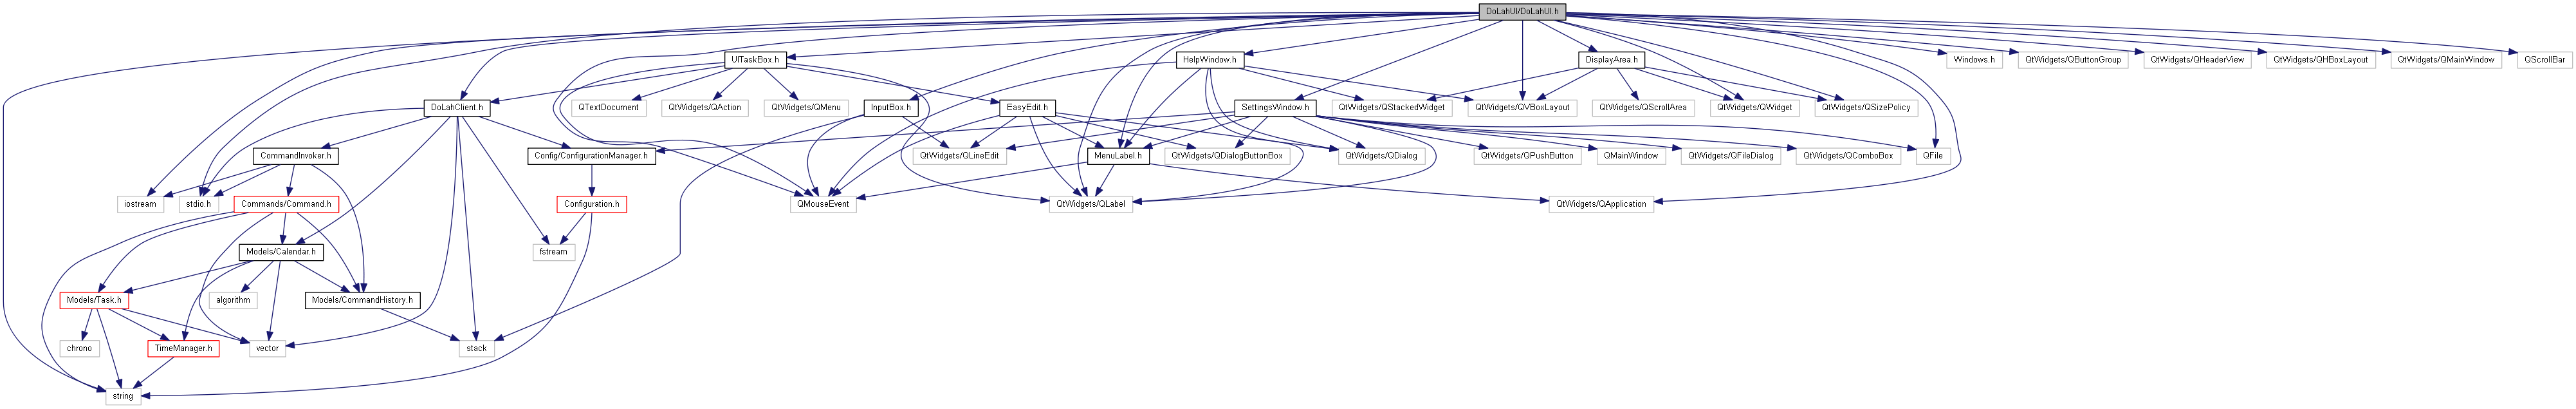 DoLahUI/DoLahUI.h
UITaskBox.h
HelpWindow.h
DisplayArea.h
Windows.h
QtWidgets/QButtonGroup
QtWidgets/QHeaderView
QtWidgets/QHBoxLayout
QtWidgets/QMainWindow
QScrollBar
DoLahClient.h
QTextDocument
QtWidgets/QAction
QtWidgets/QMenu
InputBox.h
EasyEdit.h
SettingsWindow.h
QtWidgets/QStackedWidget
QtWidgets/QVBoxLayout
QtWidgets/QScrollArea
QtWidgets/QWidget
QtWidgets/QSizePolicy
CommandInvoker.h
Config/ConfigurationManager.h
QtWidgets/QLineEdit
MenuLabel.h
QtWidgets/QDialogButtonBox
QtWidgets/QDialog
QtWidgets/QPushButton
QMainWindow
QtWidgets/QFileDialog
QtWidgets/QComboBox
QFile
iostream
stdio.h
Commands/Command.h
Configuration.h
QMouseEvent
QtWidgets/QLabel
QtWidgets/QApplication
Models/Calendar.h
fstream
Models/Task.h
algorithm
Models/CommandHistory.h
chrono
TimeManager.h
vector
stack
string